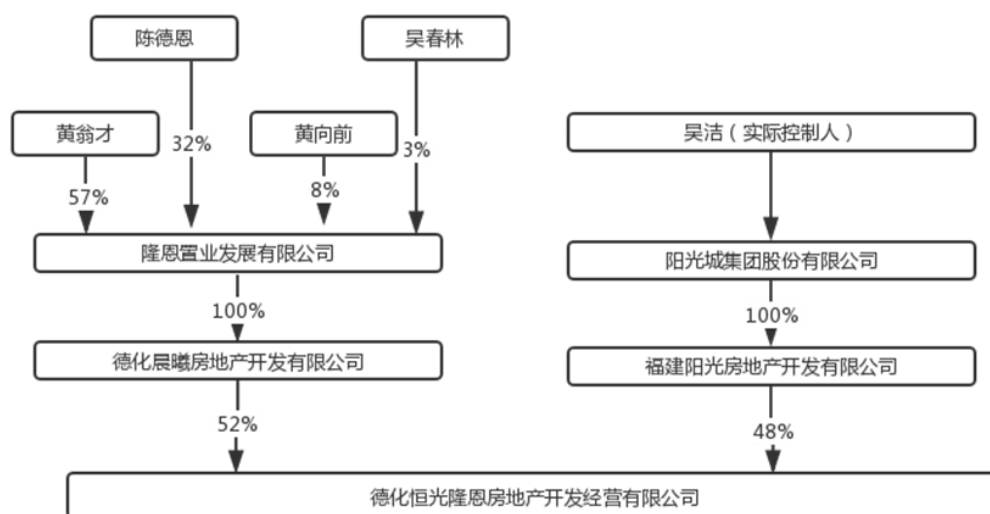 陈德恩
吴春林
黄翁才
32%
黄向前
3%
吴洁（实际控制人）
57%
8%
隆恩置业发展有限公司
阳光城集团股份有限公司
100%
100%
德化晨曦房地产开发有限公司
福建阳光房地产开发有限公司
52%
48%
德化恒光隆恩房地产开发经营有限公司